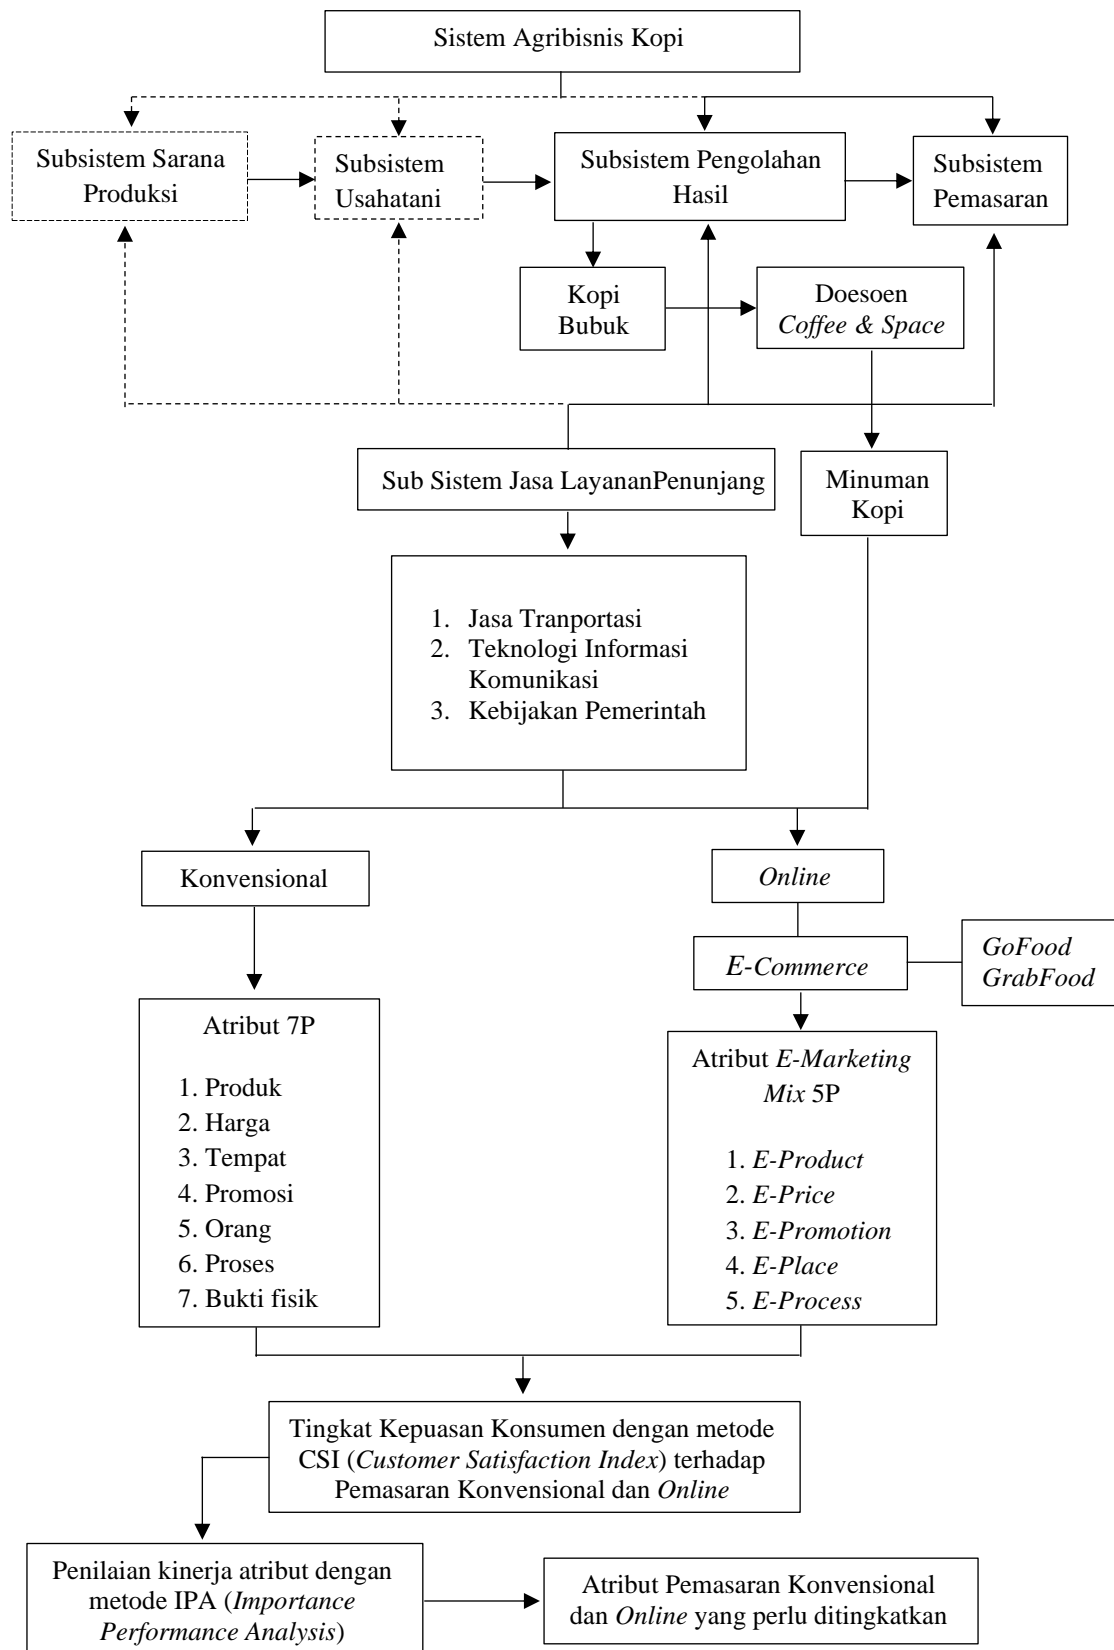 Sistem Agribisnis Kopi
Subsistem Sarana
Produksi
Subsistem
Usahatani
Subsistem Pengolahan
Hasil
Subsistem
Pemasaran
Kopi
Bubuk
Doesoen
Coffee & Space
Sub Sistem Jasa LayananPenunjang
Minuman
Kopi
1. Jasa Tranportasi
2. Teknologi Informasi
Komunikasi
3. Kebijakan Pemerintah
Konvensional
Online
E-Commerce
GoFood
GrabFood
Atribut 7P
1. Produk
2. Harga
3. Tempat
4. Promosi
5. Orang
6. Proses
7. Bukti fisik
Atribut E-Marketing
Mix 5P
1. E-Product
2. E-Price
3. E-Promotion
4. E-Place
5. E-Process
Tingkat Kepuasan Konsumen dengan metode
CSI (Customer Satisfaction Index) terhadap
Pemasaran Konvensional dan Online
Penilaian kinerja atribut dengan
metode IPA (Importance
Performance Analysis)
Atribut Pemasaran Konvensional
dan Online yang perlu ditingkatkan